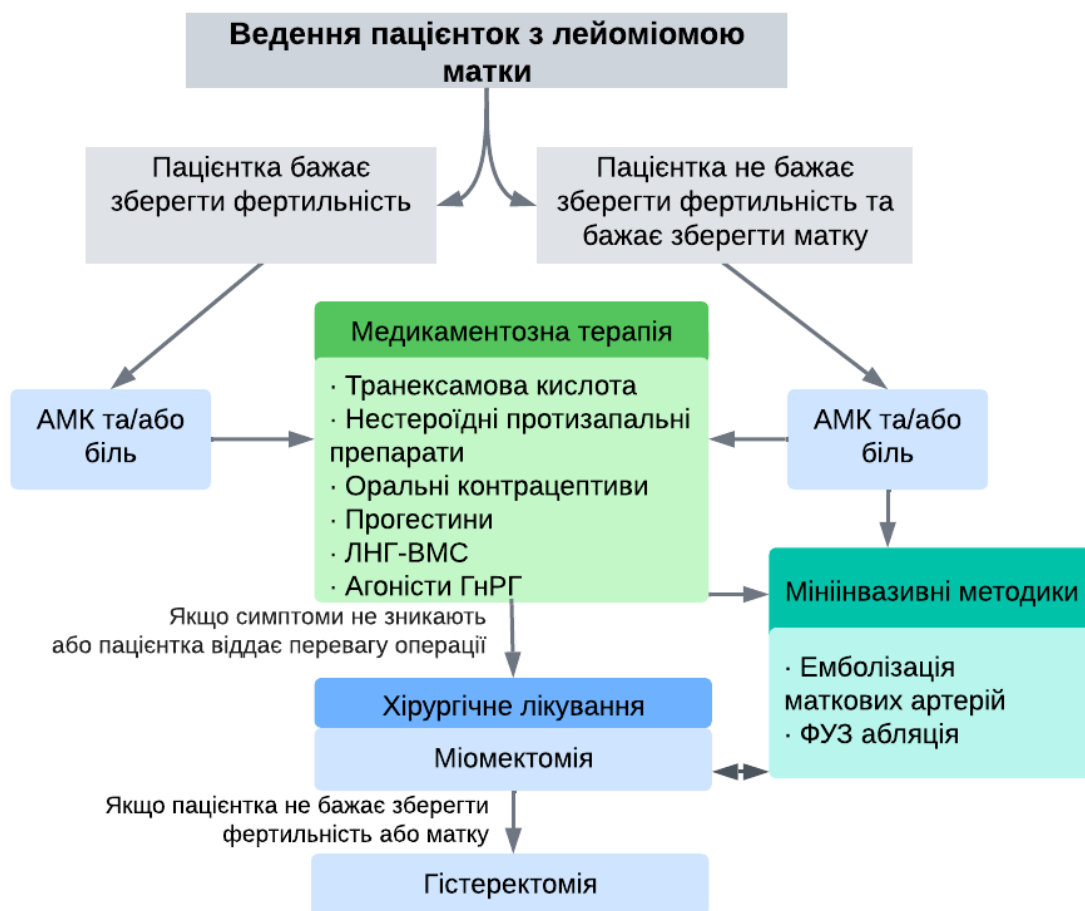 Ведення пацієнток з лейоміомою
матки
Пацієнтка бажає
зберегти фертильність
Пацієнтка не бажає
зберегти фертильність та
бажає зберегти матку
Медикаментозна терапія
· Транексамова кислота
· Нестероїдні протизапальні
препарати
· Оральні контрацептиви
· Прогестини
· ЛНГ-ВМС
· Агоністи ГнРГ
АМК та/або
біль
АМК та/або
біль
Мініінвазивні методики
· Емболізація
маткових артерій
· ФУЗ абляція
Якщо симптоми не зникають
або пацієнтка віддає перевагу операції
Хірургічне лікування
Міомектомія
Якщо пацієнтка не бажає зберегти
фертильність або матку
Гістеректомія